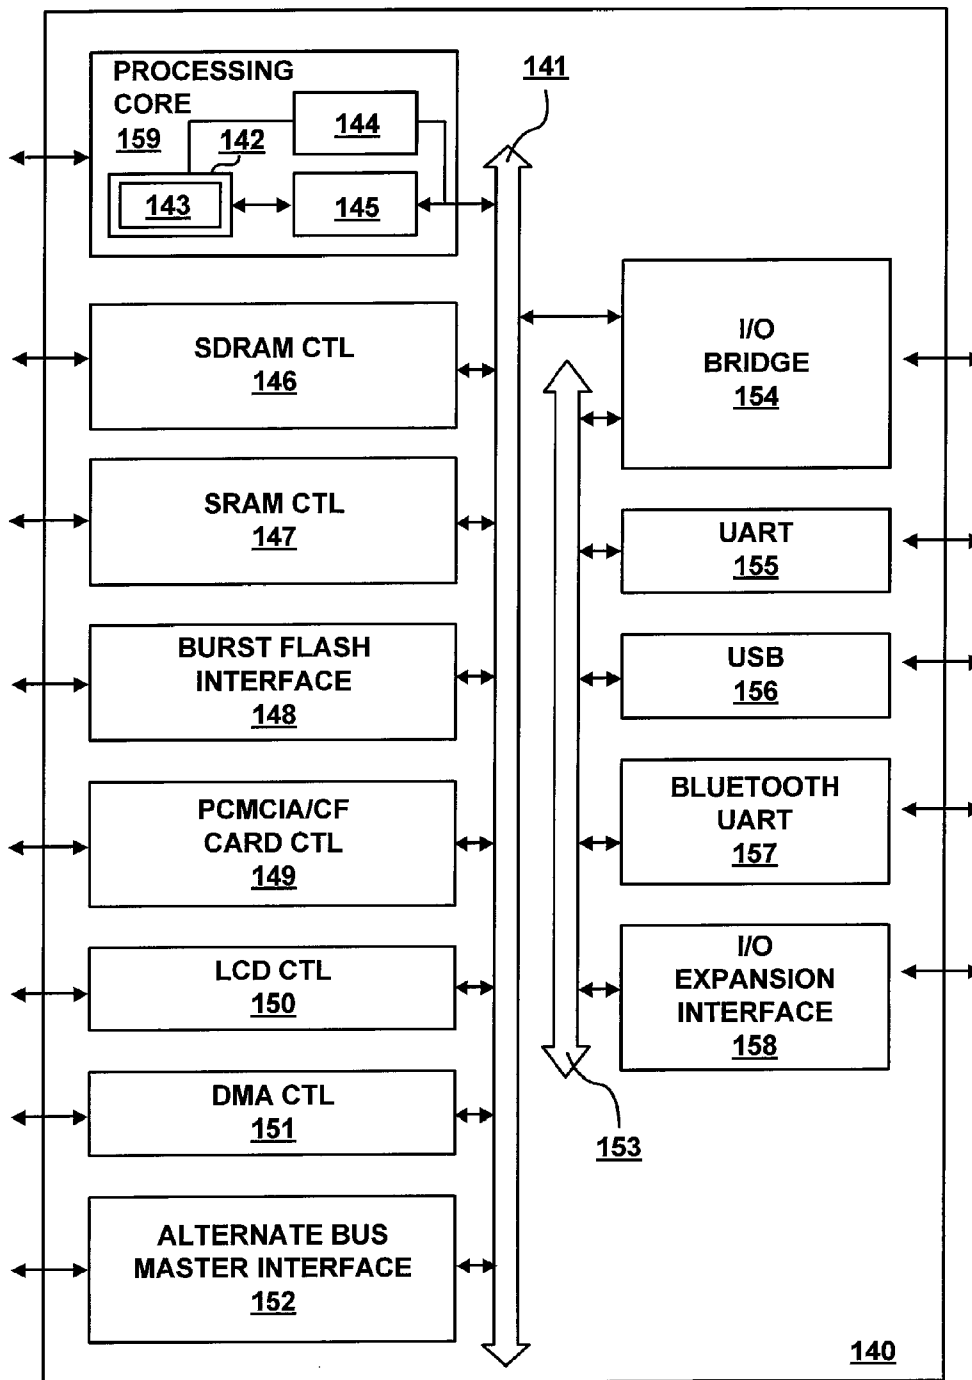 PROCESSING
CORE
159
142
144
143
145
141
SDRAM CTL
146
SRAM CTL
147
BURST FLASH
INTERFACE
148
PCMCIA/CF
CARD CTL
149
LCD CTL
150
DMA CTL
151
ALTERNATE BUS
MASTER INTERFACE
152
I/O
BRIDGE
154
UART
155
USB
156
BLUETOOTH
UART
157
I/O
EXPANSION
INTERFACE
158
153
140